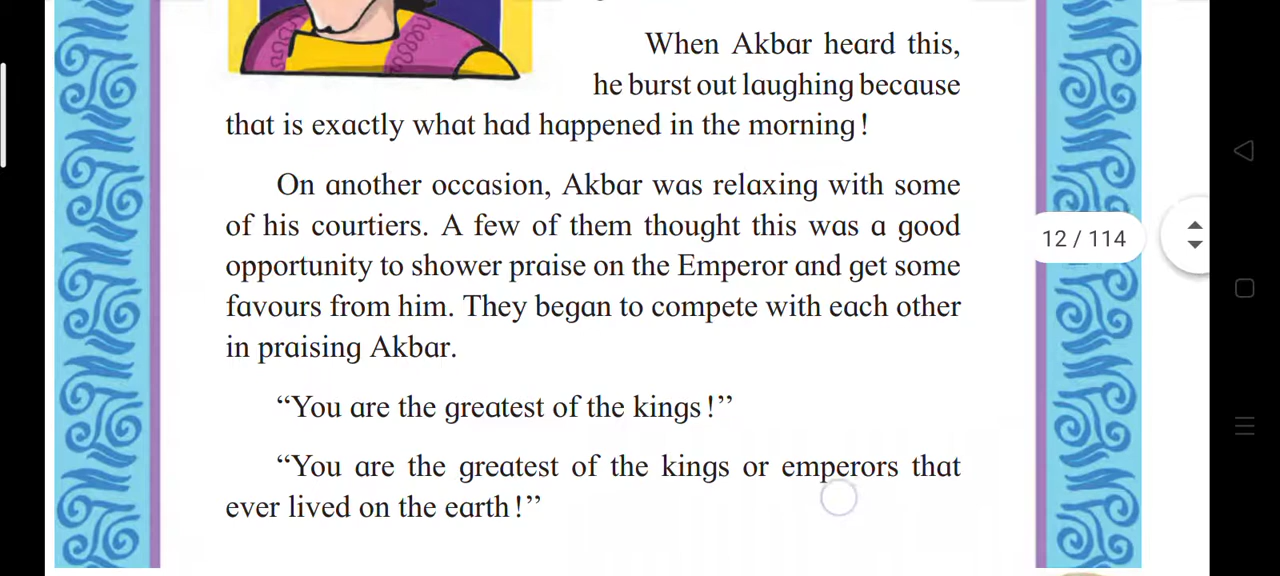 When Akbar heard this,
he burst out laughing because
that is exactly what had happened in the morning!
On another occasion, Akbar was relaxing with some
of his courtiers. A few of them thought this was a good
opportunity to shower praise on the Emperor and get some
favours from him. They began to compete with each other
in praising Akbar.
“You are the greatest of the kings!”
“You are the greatest of the kings or emperors that
ever lived on the earth!”
12 / 114